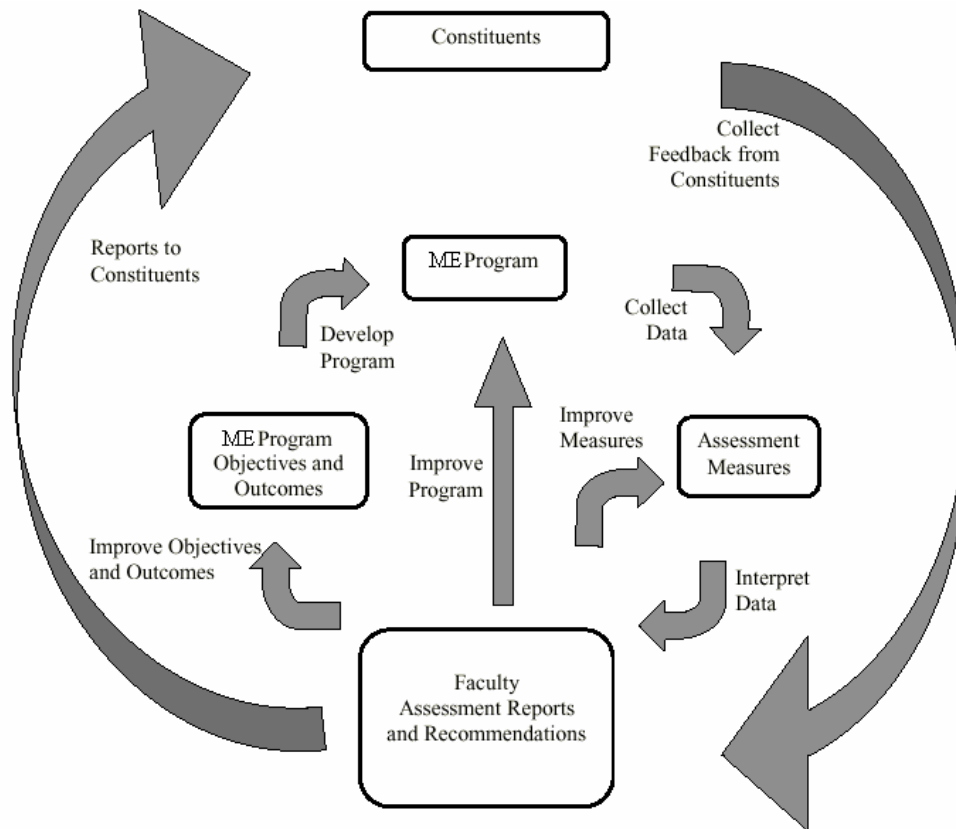 Constituents
Collect
Feedback from
Constituents
Reports to
Constituents
ME Program
Develop
Program
Collect
Data
ME Program
Objectives and
Outcomes
Improve
Program
Improve
Measures
Assessment
Measures
Improve Objectives
and Outcomes
Interpret
Data
Faculty
Assessment Reports
and Recommendations